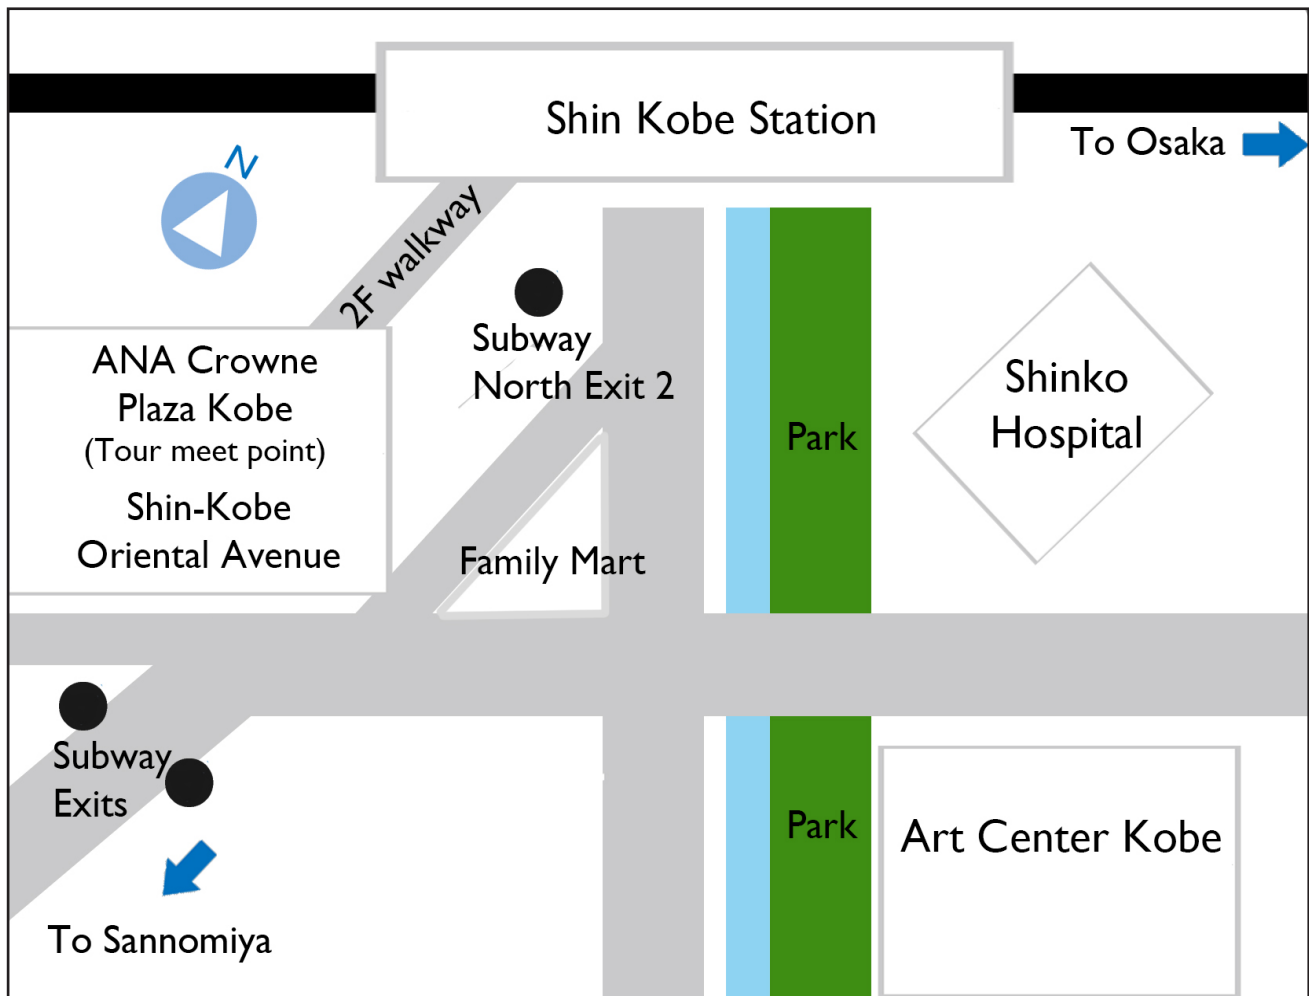 Shin Kobe Station
To Osaka
N
2F walkway
Subway
North Exit 2
ANA Crowne
Plaza Kobe
(Tour meet point)
Shin-Kobe
Oriental Avenue
Shinko
Hospital
Park
Family Mart
Subway
Exits
Park
Art Center Kobe
To Sannomiya